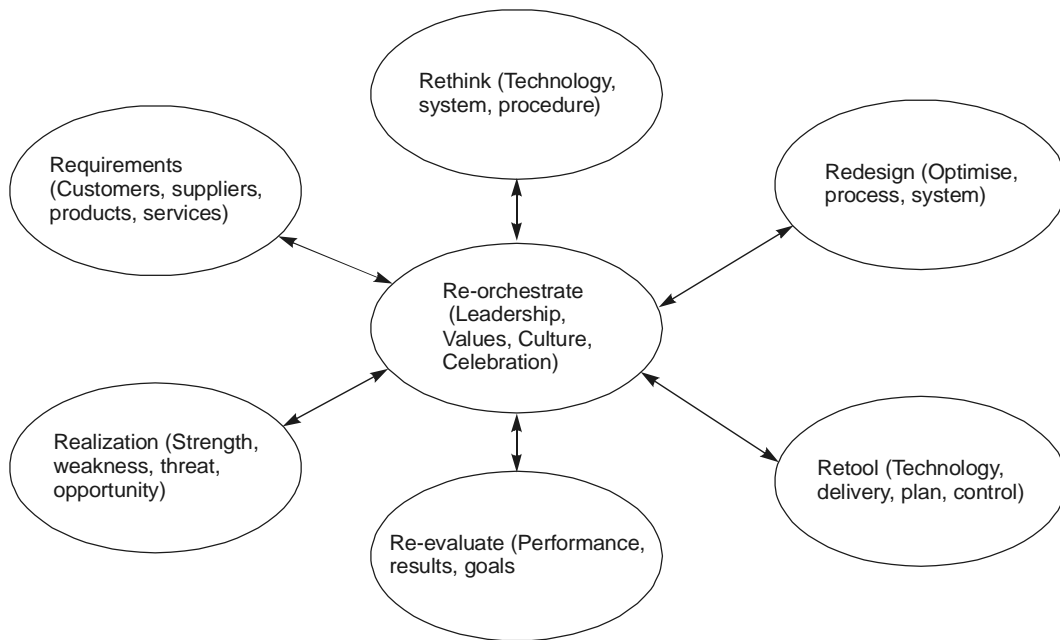 Rethink (Technology,
system, procedure)
Requirements
(Customers, suppliers,
products, services)
Redesign (Optimise,
process, system)
Re-orchestrate
(Leadership,
Values, Culture,
Celebration)
Realization (Strength,
weakness, threat,
opportunity)
Retool (Technology,
delivery, plan, control)
Re-evaluate (Performance,
results, goals